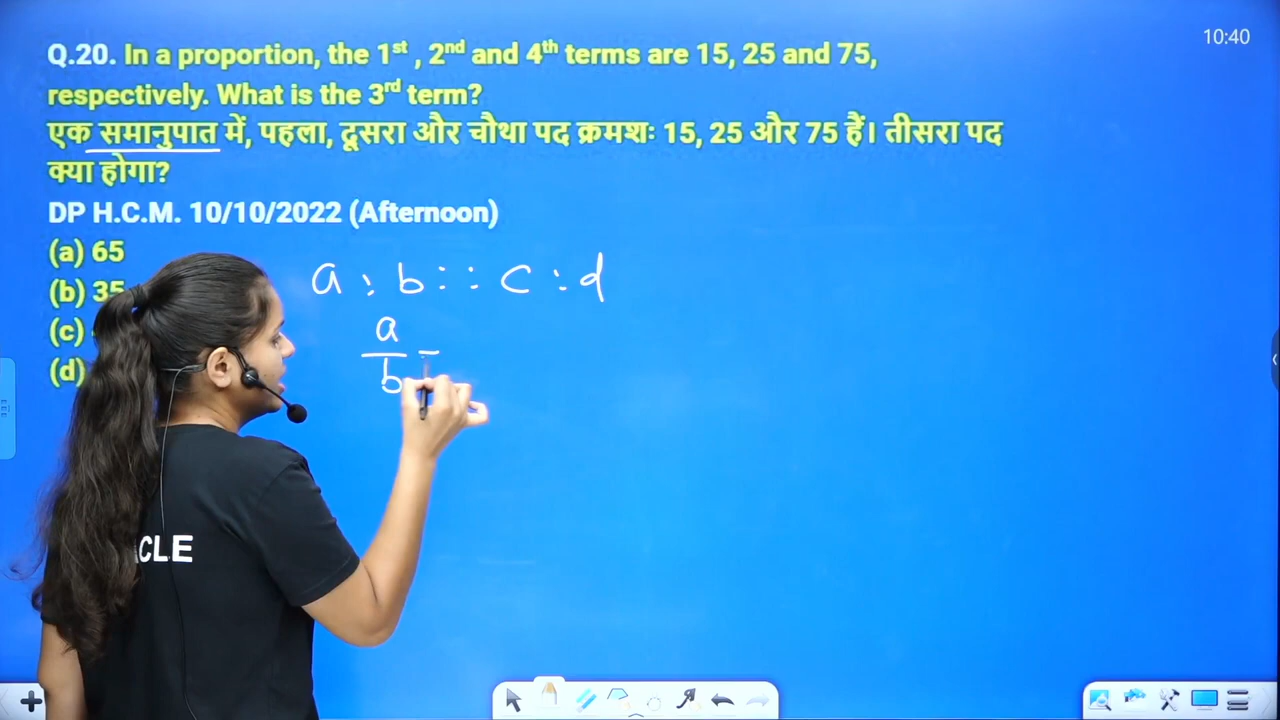 10:40
Q.20. In a proportion, the 1st , 2nd and 4th terms are 15, 25 and 75,
respectively. What is the 3rd term?
एक समानुपात में, पहला, दूसरा और चौथा पद क्रमशः 15, 25 और 75 हैं। तीसरा पद
क्या होगा?
DP H.C.M. 10/10/2022 (Afternoon)
(a) 65
(b) 35
(c)
(d)
a : b : : c : d
a
b
CLE